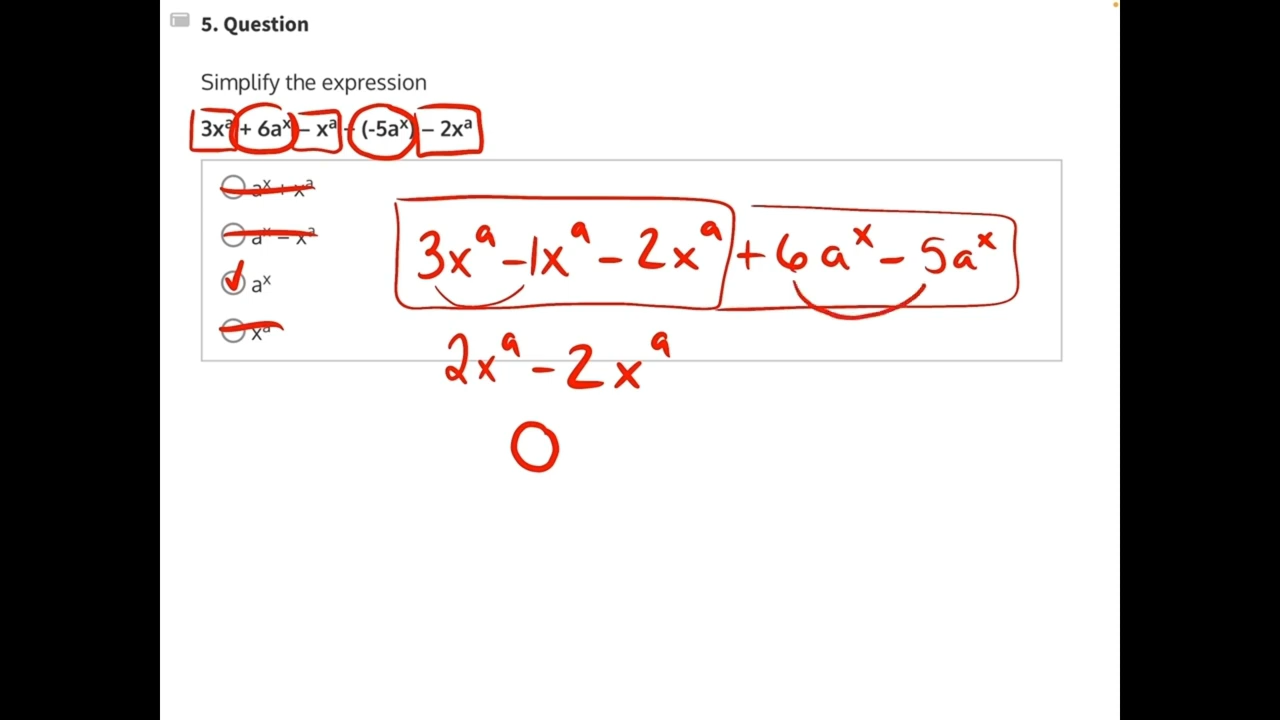 5. Question
Simplify the expression
3xᵃ + 6aˣ – xᵃ + (-5aˣ) – 2xᵃ
aˣ + xᵃ
aˣ – xᵃ
aˣ
xᵃ
3xᵃ – 1xᵃ – 2xᵃ + 6aˣ – 5aˣ
2xᵃ – 2xᵃ
0